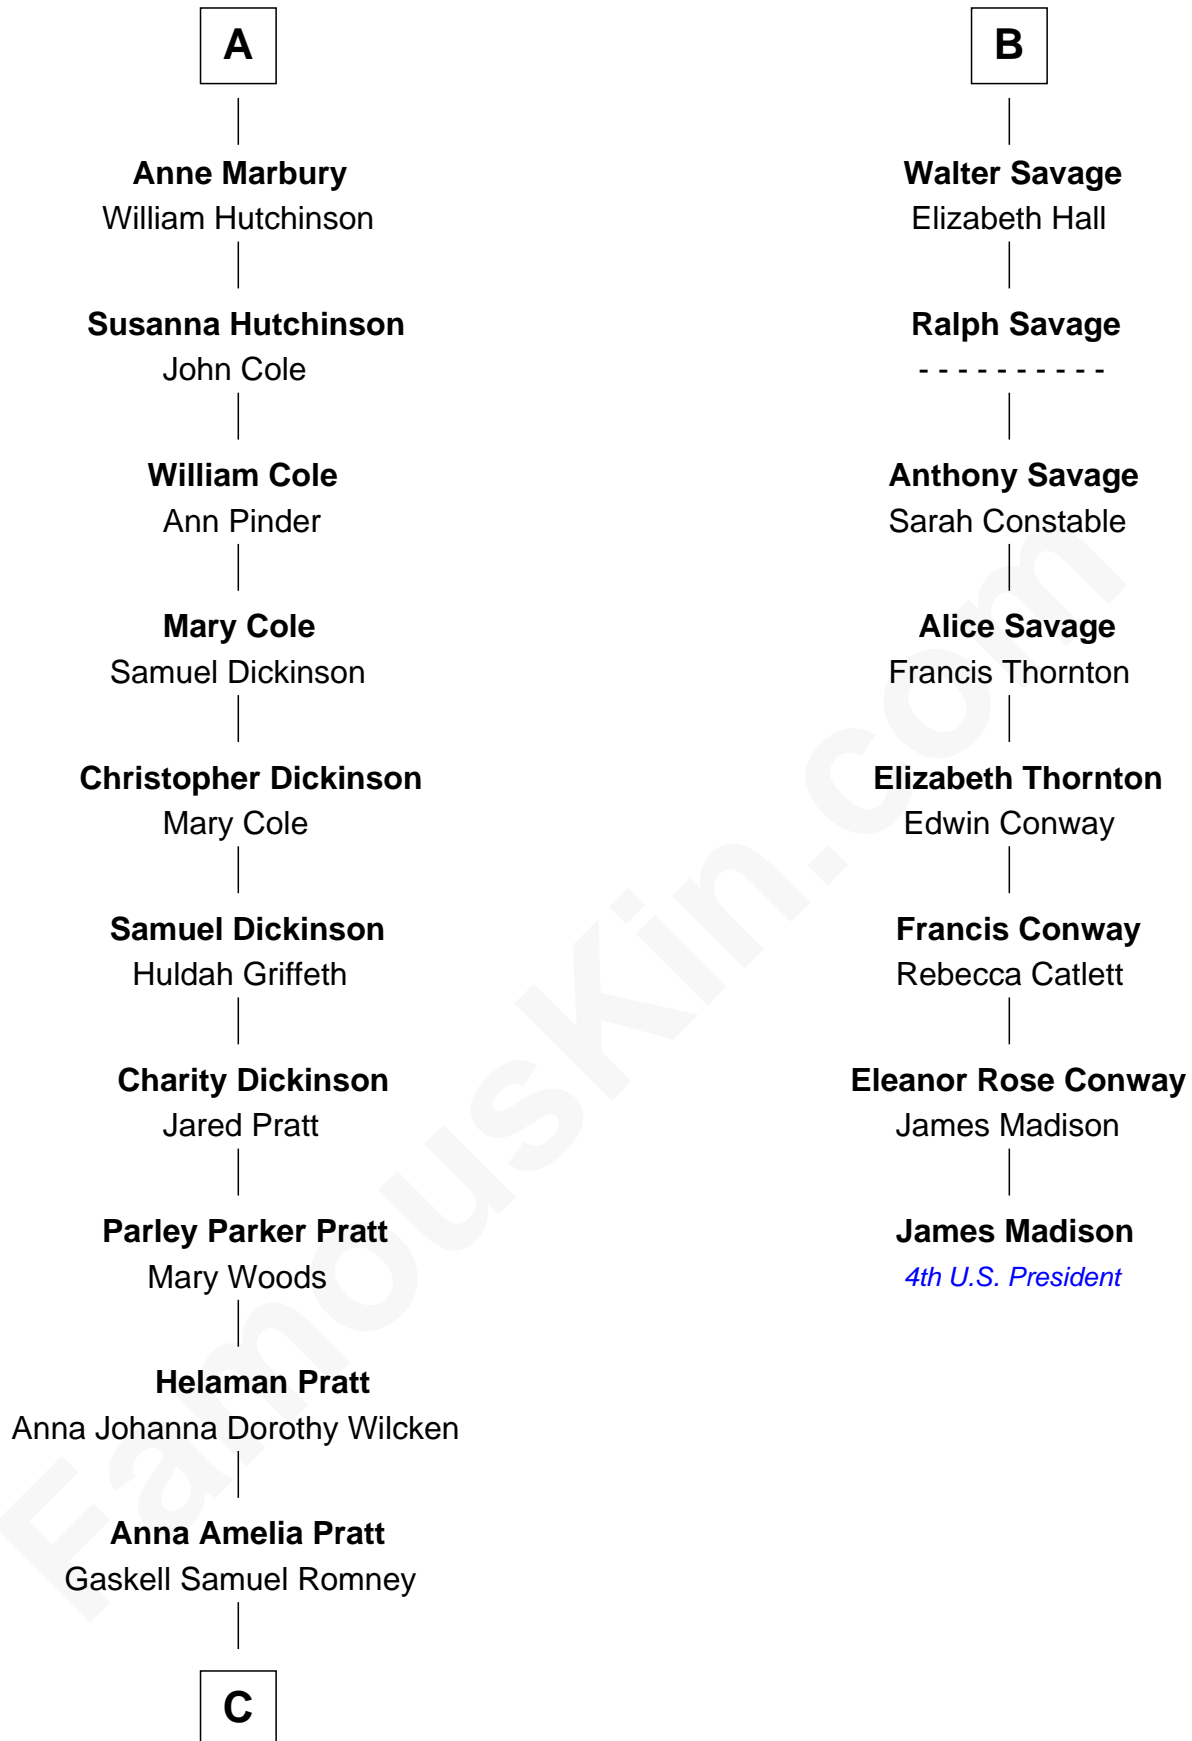 A
Anne Marbury
William Hutchinson
Susanna Hutchinson
John Cole
William Cole
Ann Pinder
Mary Cole
Samuel Dickinson
Christopher Dickinson
Mary Cole
Samuel Dickinson
Huldah Griffeth
Charity Dickinson
Jared Pratt
Parley Parker Pratt
Mary Woods
Helaman Pratt
Anna Johanna Dorothy Wilcken
Anna Amelia Pratt
Gaskell Samuel Romney
C
B
Walter Savage
Elizabeth Hall
Ralph Savage
- - - - - - - - - -
Anthony Savage
Sarah Constable
Alice Savage
Francis Thornton
Elizabeth Thornton
Edwin Conway
Francis Conway
Rebecca Catlett
Eleanor Rose Conway
James Madison
James Madison
4th U.S. President
FamousKin.com